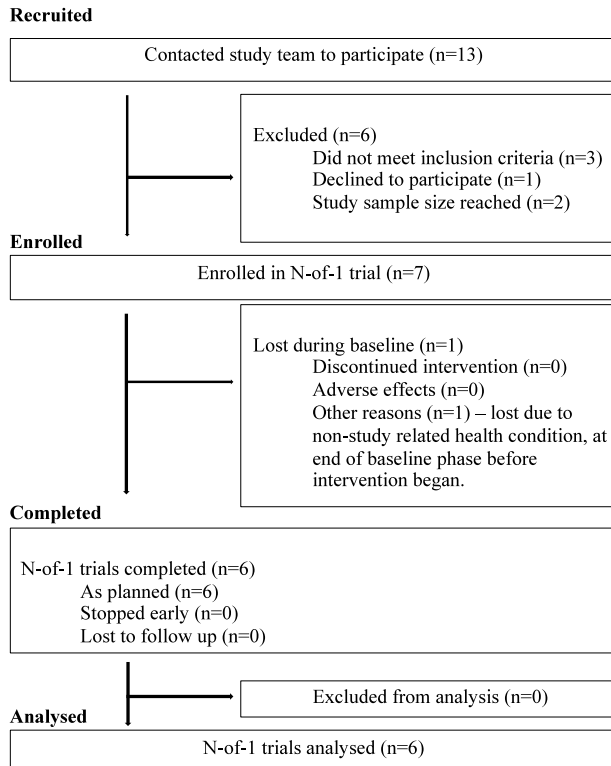 Recruited
Contacted study team to participate (n=13)
Excluded (n=6)
Did not meet inclusion criteria (n=3)
Declined to participate (n=1)
Study sample size reached (n=2)
Enrolled
Enrolled in N-of-1 trial (n=7)
Lost during baseline (n=1)
Discontinued intervention (n=0)
Adverse effects (n=0)
Other reasons (n=1) – lost due to
non-study related health condition, at
end of baseline phase before
intervention began.
Completed
N-of-1 trials completed (n=6)
As planned (n=6)
Stopped early (n=0)
Lost to follow up (n=0)
Excluded from analysis (n=0)
Analysed
N-of-1 trials analysed (n=6)